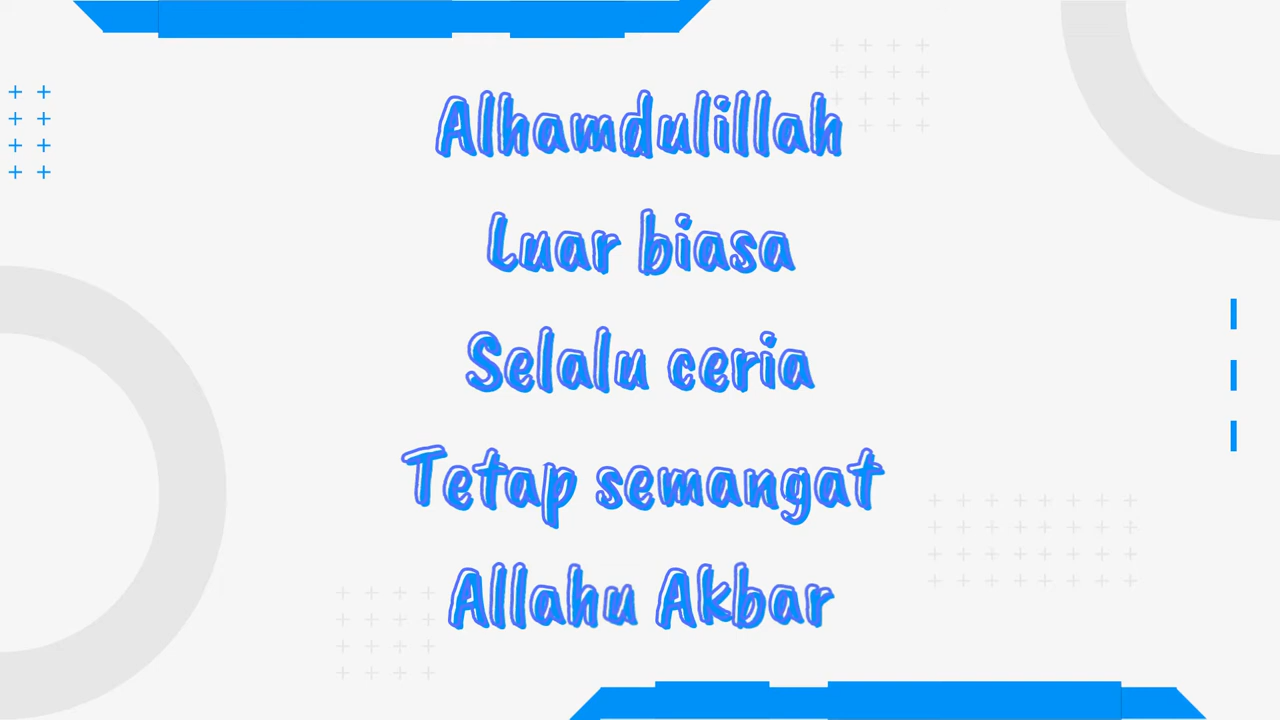 Alhamdulillah
Luar biasa
Selalu ceria
Tetap semangat
Allahu Akbar